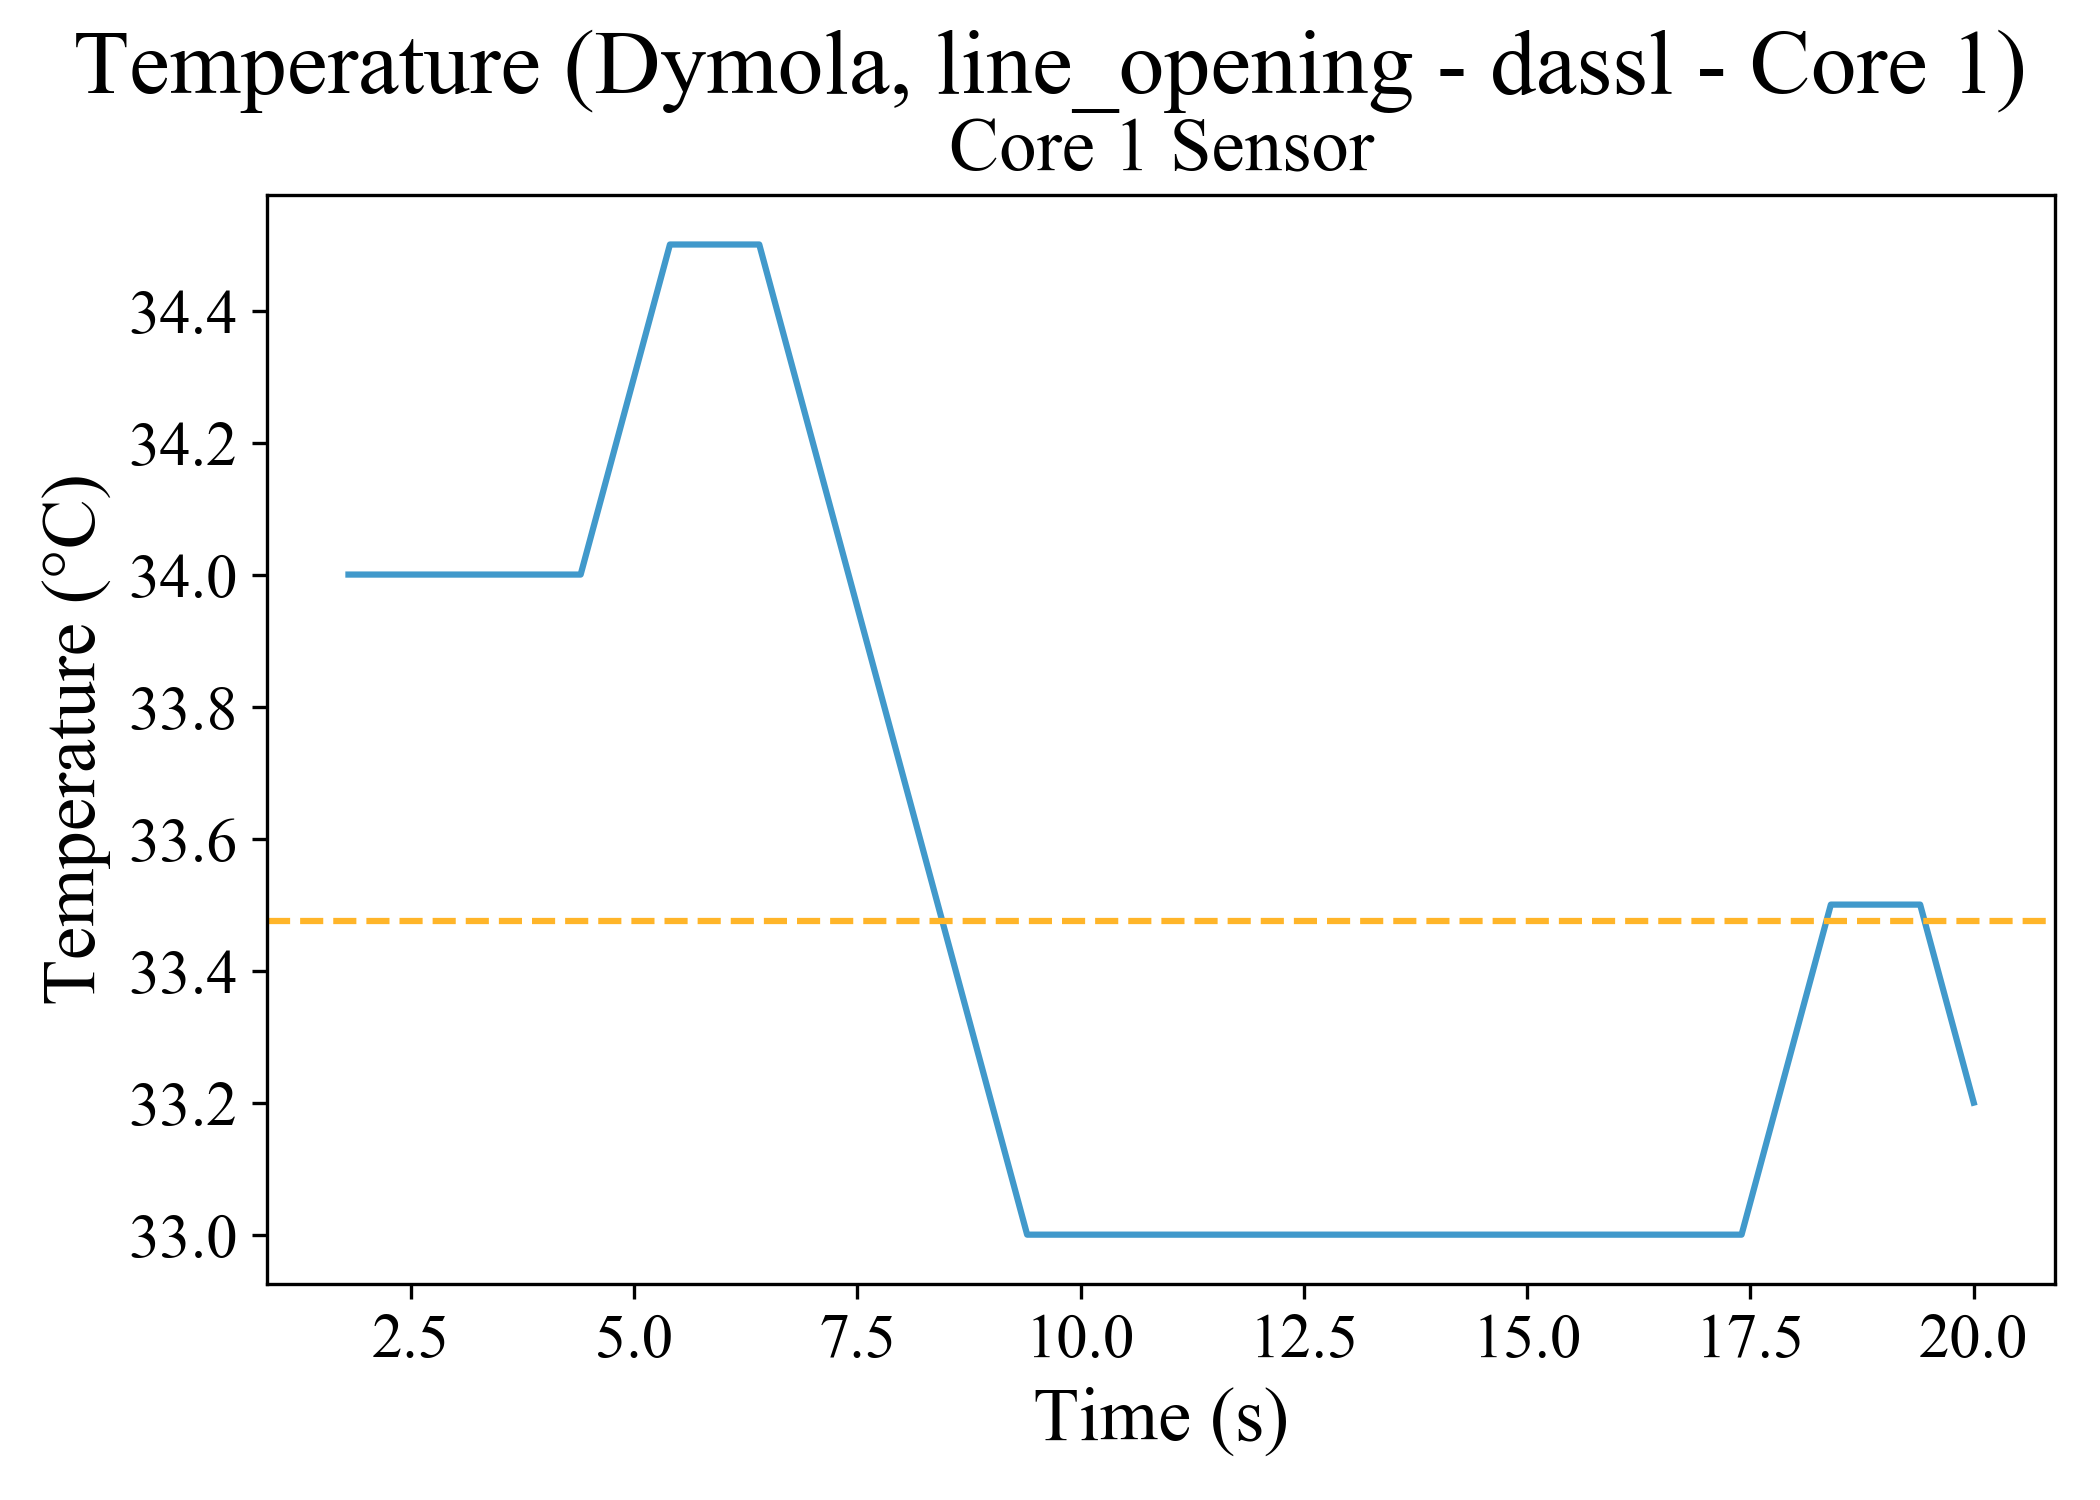 Temperature (Dymola, line_opening - dassl - Core 1)
Core 1 Sensor
Temperature (°C)
34.4
34.2
34.0
33.8
33.6
33.4
33.2
33.0
2.5 5.0 7.5 10.0 12.5 15.0 17.5 20.0
Time (s)